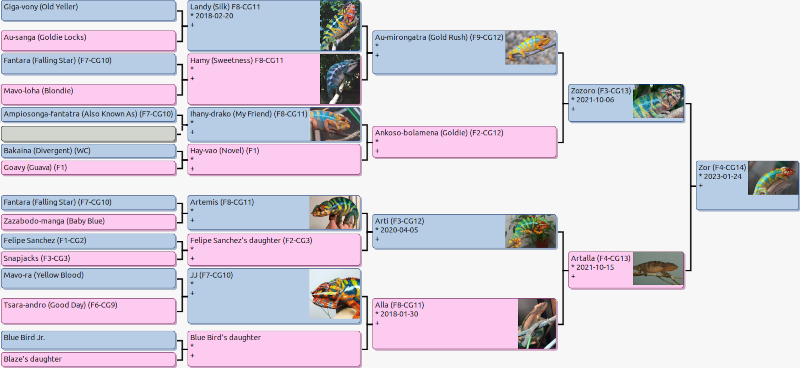 Giga-vony (Old Yeller)
Au-sanga (Goldie Locks)
Fantara (Falling Star) (F7-CG10)
Mavo-loha (Blondie)
Ampiosonga-fantatra (Also Known As) (F7-CG10)
Bakaina (Divergent) (WC)
Goavy (Guava) (F1)
Fantara (Falling Star) (F7-CG10)
Zazabodo-manga (Baby Blue)
Felipe Sanchez (F1-CG2)
Snapjacks (F3-CG3)
Mavo-ra (Yellow Blood)
Tsara-andro (Good Day) (F6-CG9)
Blue Bird Jr.
Blaze's daughter
Landy (Silk) F8-CG11
* 2018-02-20
+
Hamy (Sweetness) F8-CG11
*
+
Ihany-drako (My Friend) (F8-CG11)
*
+
Hay-vao (Novel) (F1)
*
+
Artemis (F8-CG11)
*
+
Felipe Sanchez's daughter (F2-CG3)
*
+
JJ (F7-CG10)
*
+
Blue Bird's daughter
*
+
Au-mirongatra (Gold Rush) (F9-CG12)
*
+
Ankoso-bolamena (Goldie) (F2-CG12)
*
+
Arti (F3-CG12)
* 2020-04-05
+
Alla (F8-CG11)
* 2018-01-30
+
Zozoro (F3-CG13)
* 2021-10-06
+
Artalla (F4-CG13)
* 2021-10-15
+
Zor (F4-CG14)
* 2023-01-24
+